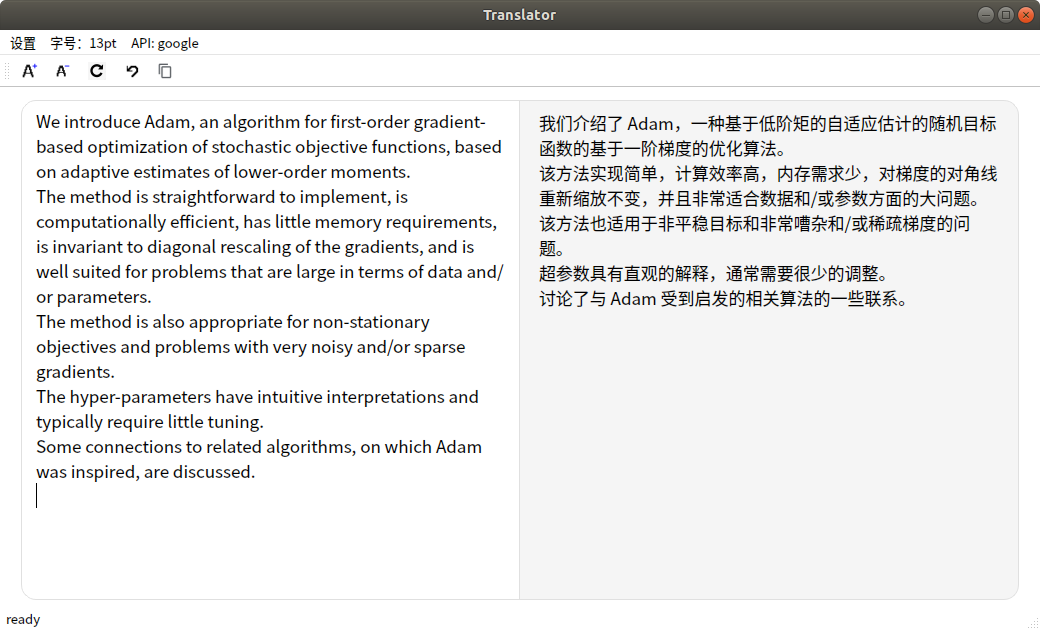 Translator
设置 字号：13pt API: google
We introduce Adam, an algorithm for first-order gradient-
based optimization of stochastic objective functions, based
on adaptive estimates of lower-order moments.
The method is straightforward to implement, is
computationally efficient, has little memory requirements,
is invariant to diagonal rescaling of the gradients, and is
well suited for problems that are large in terms of data and/
or parameters.
The method is also appropriate for non-stationary
objectives and problems with very noisy and/or sparse
gradients.
The hyper-parameters have intuitive interpretations and
typically require little tuning.
Some connections to related algorithms, on which Adam
was inspired, are discussed.
我们介绍了 Adam，一种基于低阶矩的自适应估计的随机目标
函数的基于一阶梯度的优化算法。
该方法实现简单，计算效率高，内存需求少，对梯度的对角线
重新缩放不变，并且非常适合数据和/或参数方面的大问题。
该方法也适用于非平稳目标和非常嘈杂和/或稀疏梯度的问
题。
超参数具有直观的解释，通常需要很少的调整。
讨论了与 Adam 受到启发的相关算法的一些联系。
ready